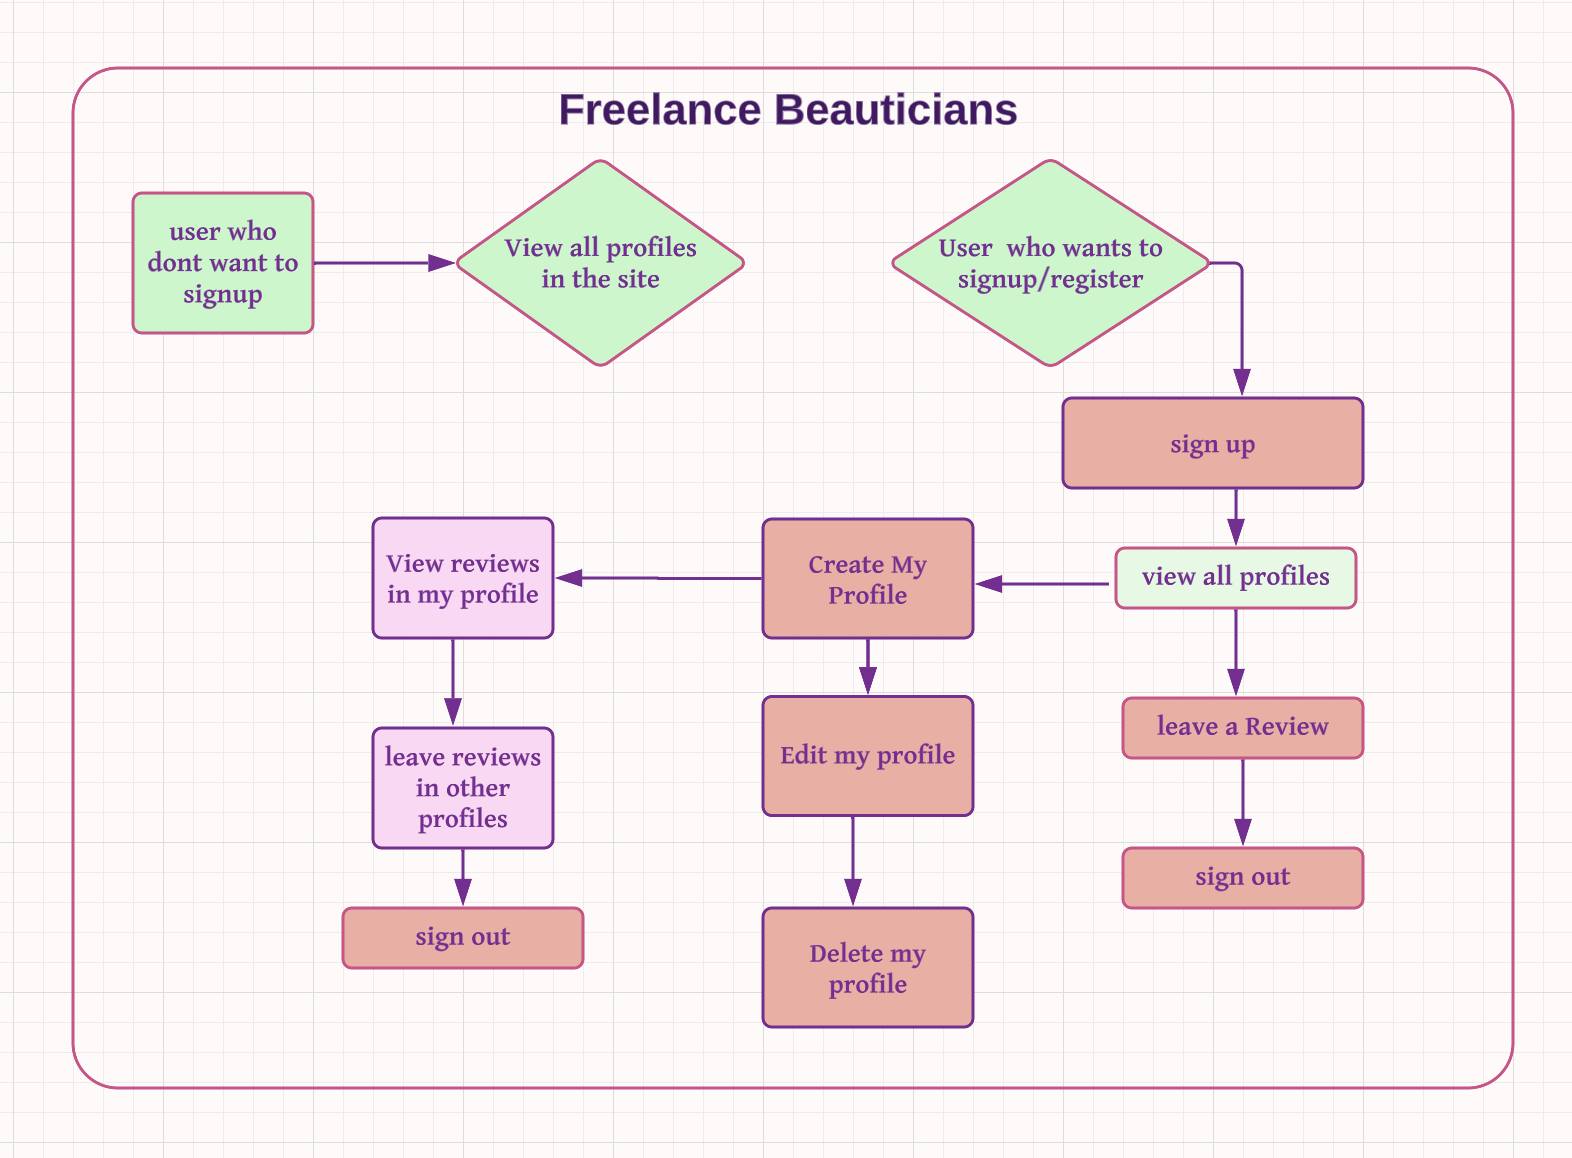 Freelance Beauticians
user who
dont want to
signup
View all profiles
in the site
User  who wants to
signup/register
sign up
View reviews
in my profile
Create My
Profile
view all profiles
leave reviews
in other
profiles
Edit my profile
leave a Review
sign out
sign out
Delete my
profile